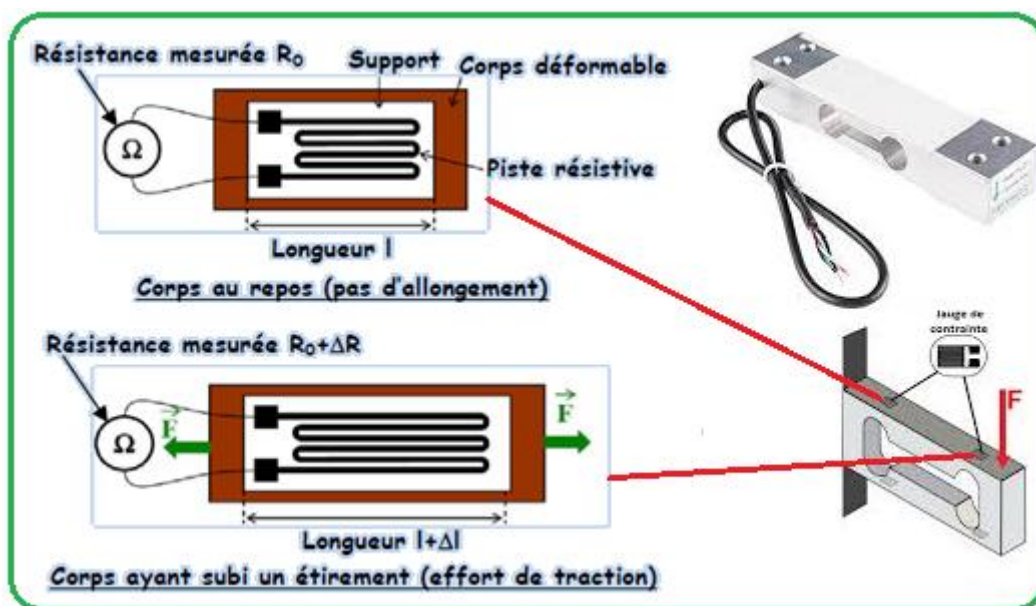 Résistance mesurée R₀
Support
Corps déformable
Ω
Piste résistive
Longueur l
Corps au repos (pas d'allongement)
Jauge de
contrainte
Résistance mesurée R₀+ΔR
F
F
F
Ω
Longueur l+Δl
Corps ayant subi un étirement (effort de traction)